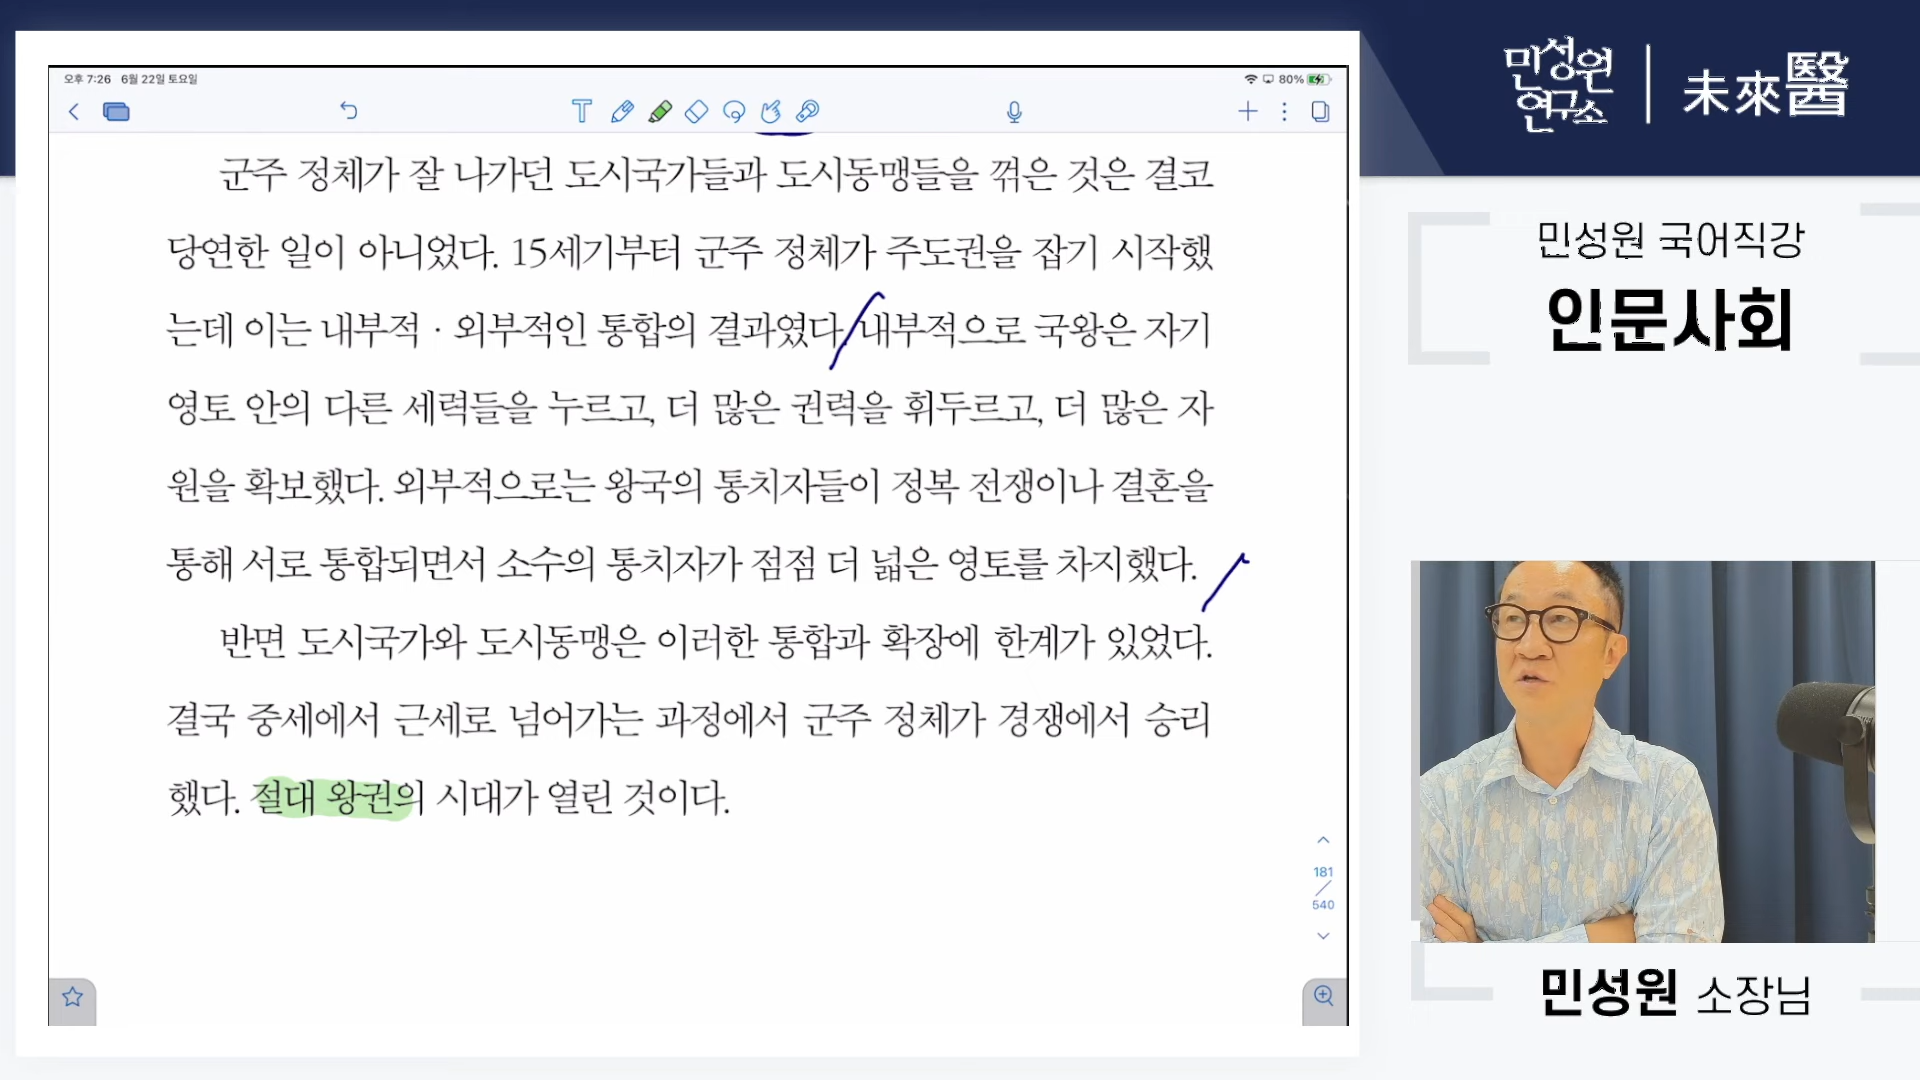 오후 7:26 6월 22일 토요일
80%
군주 정체가 잘 나가던 도시국가들과 도시동맹들을 꺾은 것은 결코
당연한 일이 아니었다. 15세기부터 군주 정체가 주도권을 잡기 시작했
는데 이는 내부적 · 외부적인 통합의 결과였다. 내부적으로 국왕은 자기
영토 안의 다른 세력들을 누르고, 더 많은 권력을 휘두르고, 더 많은 자
원을 확보했다. 외부적으로는 왕국의 통치자들이 정복 전쟁이나 결혼을
통해 서로 통합되면서 소수의 통치자가 점점 더 넓은 영토를 차지했다.
반면 도시국가와 도시동맹은 이러한 통합과 확장에 한계가 있었다.
결국 중세에서 근세로 넘어가는 과정에서 군주 정체가 경쟁에서 승리
했다. 절대 왕권의 시대가 열린 것이다.
181
540
민성원
연구소
未來醫
민성원 국어직강
인문사회
민성원 소장님